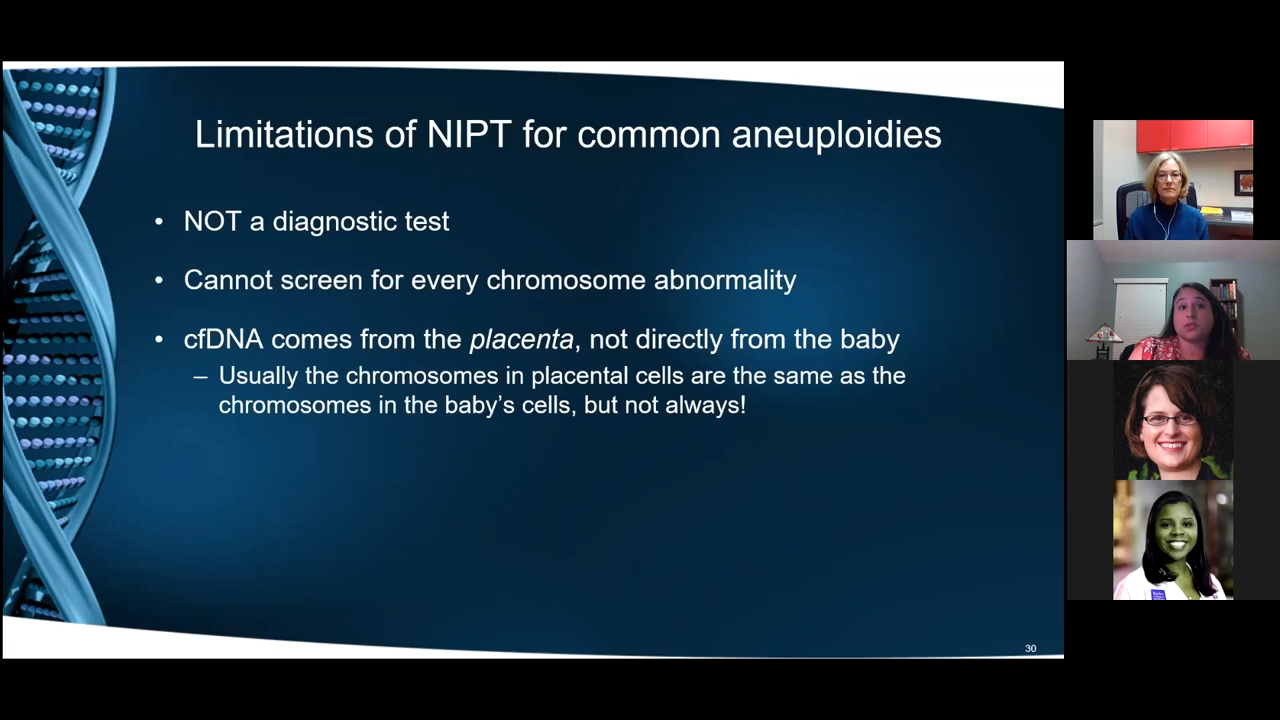 Limitations of NIPT for common aneuploidies
• NOT a diagnostic test
• Cannot screen for every chromosome abnormality
• cfDNA comes from the placenta, not directly from the baby
– Usually the chromosomes in placental cells are the same as the
chromosomes in the baby’s cells, but not always!
30